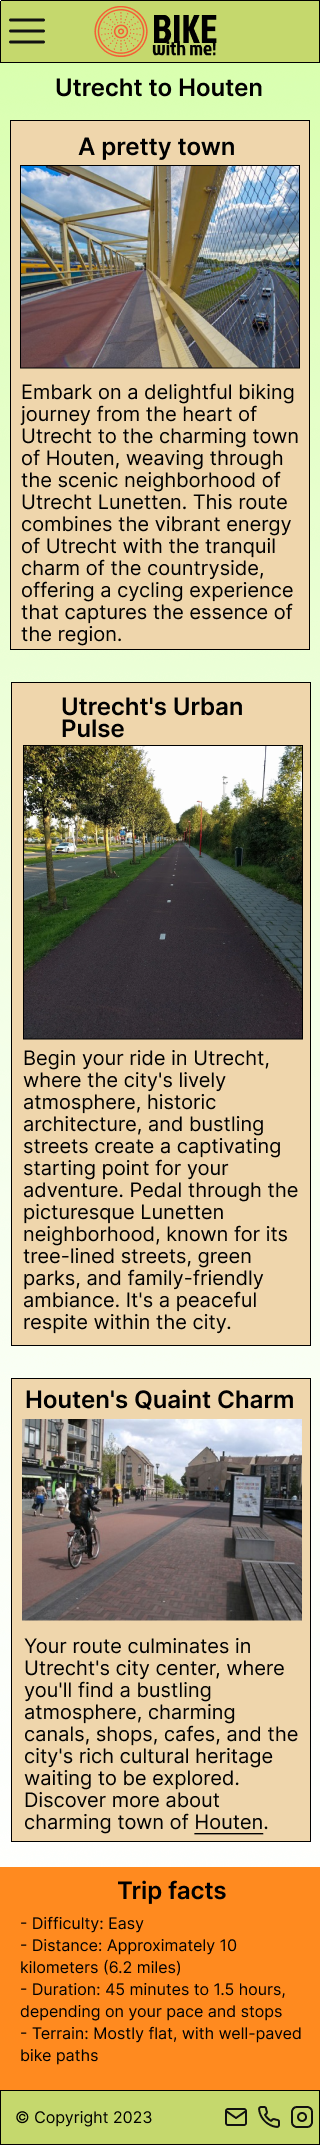 BIKE
with me!
Utrecht to Houten
A pretty town
Embark on a delightful biking
journey from the heart of
Utrecht to the charming town
of Houten, weaving through
the scenic neighborhood of
Utrecht Lunetten. This route
combines the vibrant energy
of Utrecht with the tranquil
charm of the countryside,
offering a cycling experience
that captures the essence of
the region.
Utrecht's Urban
Pulse
Begin your ride in Utrecht,
where the city's lively
atmosphere, historic
architecture, and bustling
streets create a captivating
starting point for your
adventure. Pedal through the
picturesque Lunetten
neighborhood, known for its
tree-lined streets, green
parks, and family-friendly
ambiance. It's a peaceful
respite within the city.
Houten's Quaint Charm
Your route culminates in
Utrecht's city center, where
you'll find a bustling
atmosphere, charming
canals, shops, cafes, and the
city's rich cultural heritage
waiting to be explored.
Discover more about
charming town of Houten.
Trip facts
- Difficulty: Easy
- Distance: Approximately 10
kilometers (6.2 miles)
- Duration: 45 minutes to 1.5 hours,
depending on your pace and stops
- Terrain: Mostly flat, with well-paved
bike paths
© Copyright 2023